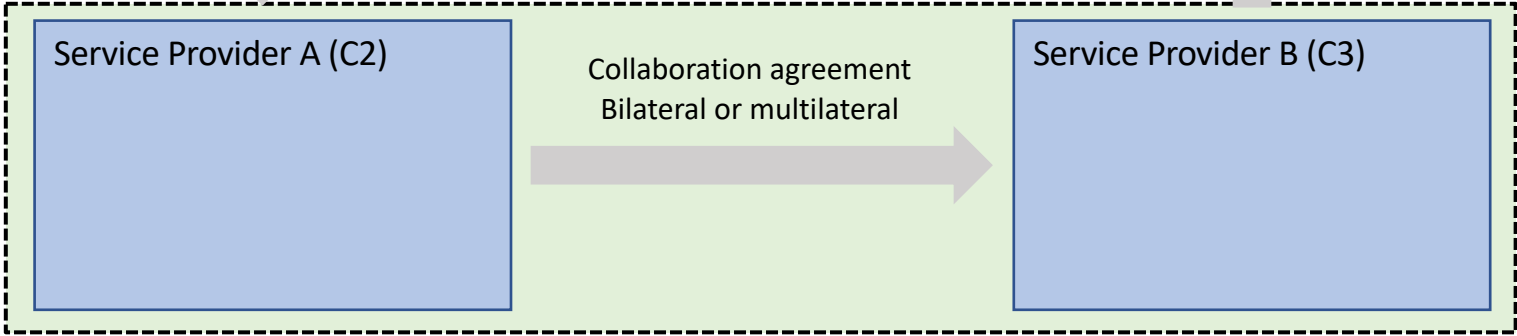 Service Provider A (C2)
Collaboration agreement
Bilateral or multilateral
Service Provider B (C3)